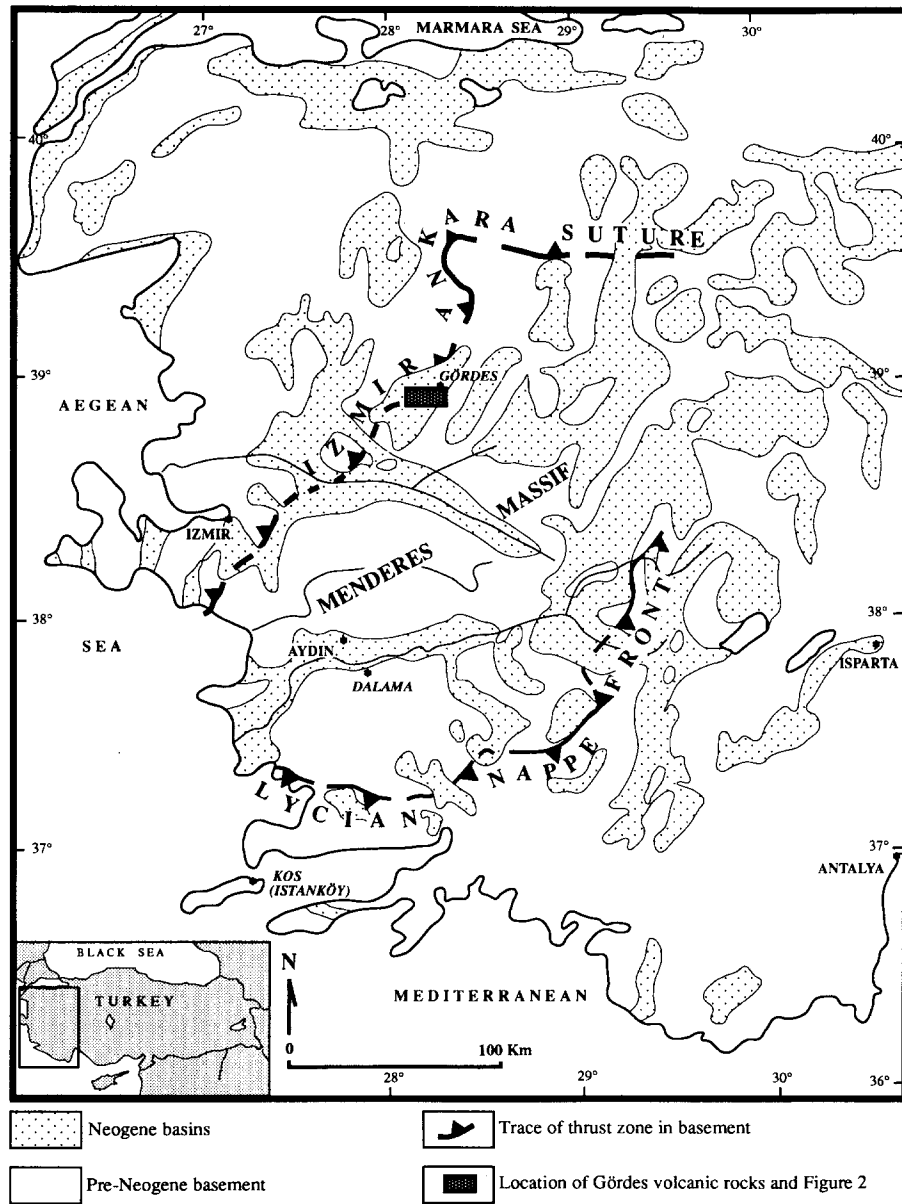 27°
28°
29°
30°
MARMARA SEA
40°
40°
IZMIR ANKARA SUTURE
39°
39°
GÖRDES
AEGEAN
MASSIF
IZMIR
MENDERES
38°
38°
SEA
AYDIN
DALAMA
ISPARTA
LYCIAN NAPPE FRONT
37°
37°
KOS
(ISTANKÖY)
ANTALYA
BLACK SEA
TURKEY
N
MEDITERRANEAN
0
100 Km
28°
29°
30°
36°
Neogene basins
Trace of thrust zone in basement
Pre-Neogene basement
Location of Gördes volcanic rocks and Figure 2